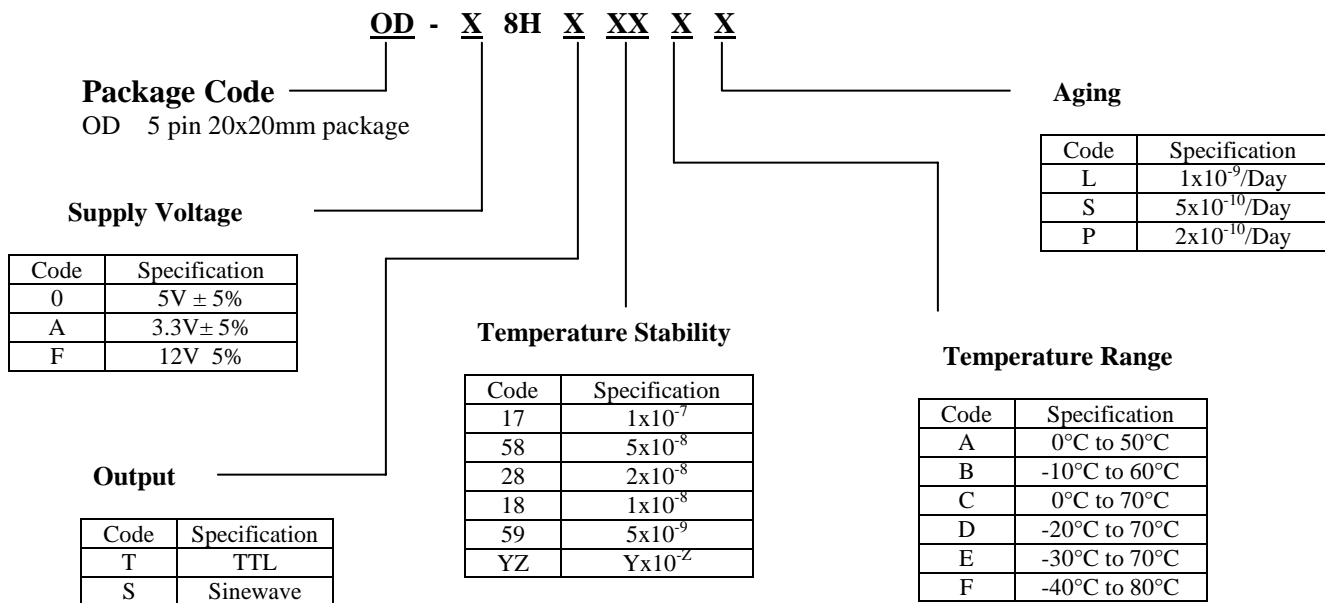 OD - X 8H X XX X X
Package Code
OD 5 pin 20x20mm package
Supply Voltage
Code Specification
0 5V ± 5%
A 3.3V± 5%
F 12V 5%
Output
Code Specification
T TTL
S Sinewave
Temperature Stability
Code Specification
17 1x10⁻⁷
58 5x10⁻⁸
28 2x10⁻⁸
18 1x10⁻⁸
59 5x10⁻⁹
YZ Yx10⁻ᶻ
Aging
Code Specification
L 1x10⁻⁹/Day
S 5x10⁻¹⁰/Day
P 2x10⁻¹⁰/Day
Temperature Range
Code Specification
A 0°C to 50°C
B -10°C to 60°C
C 0°C to 70°C
D -20°C to 70°C
E -30°C to 70°C
F -40°C to 80°C